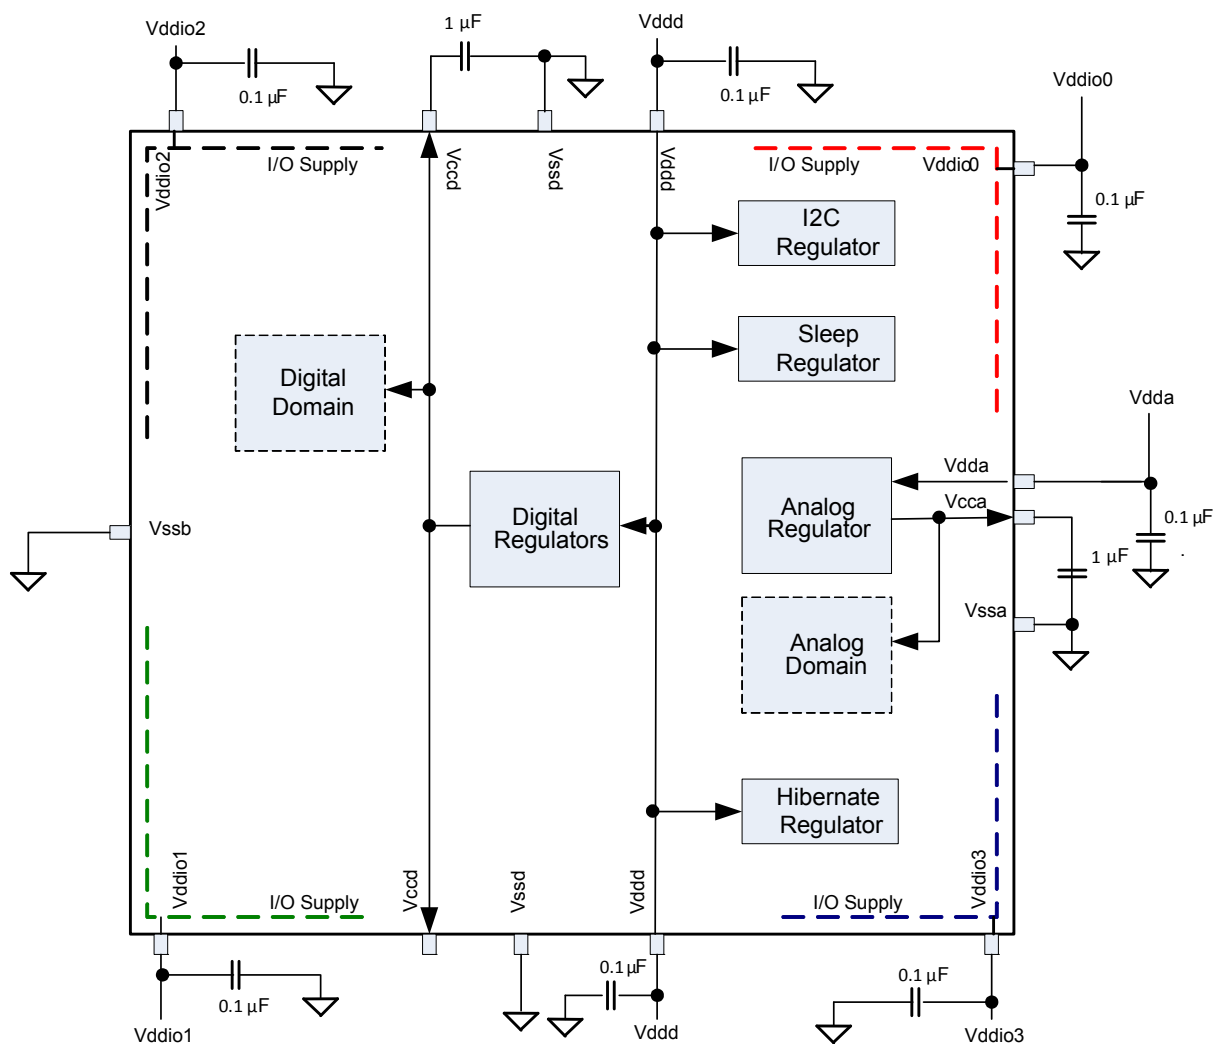 Vddio2
1 µF
Vddd
0.1 µF
0.1 µF
Vddio0
I/O Supply
I/O Supply
Vddio2
Vccd
Vssd
Vddd
Vddio0
0.1 µF
I2C
Regulator
Sleep
Regulator
Digital
Domain
Vdda
Vdda
Vcca
Analog
Regulator
Digital
Regulators
0.1 µF
.
Vssb
1 µF
Vssa
Analog
Domain
Hibernate
Regulator
Vddio1
Vccd
Vssd
Vddd
Vddio3
I/O Supply
I/O Supply
0.1 µF
0.1 µF
0.1 µF
Vddio1
Vddd
Vddio3